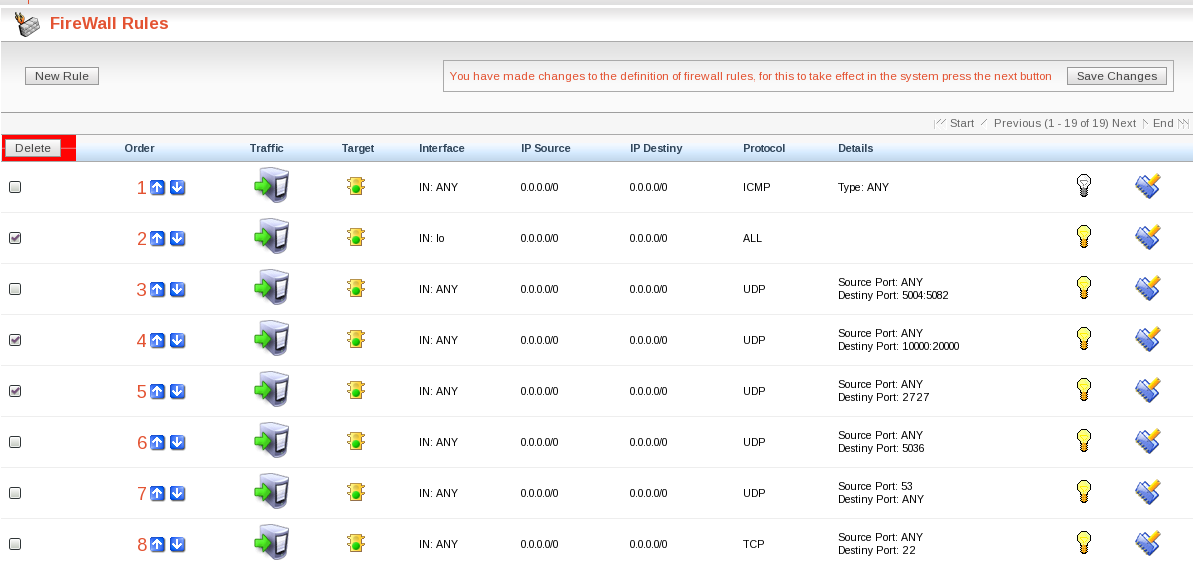 FireWall Rules
New Rule
You have made changes to the definition of firewall rules, for this to take effect in the system press the next button
Save Changes
Start Previous (1 - 19 of 19) Next End
Delete Order Traffic Target Interface IP Source IP Destiny Protocol Details
1 IN: ANY 0.0.0.0/0 0.0.0.0/0 ICMP Type: ANY
2 IN: lo 0.0.0.0/0 0.0.0.0/0 ALL
3 IN: ANY 0.0.0.0/0 0.0.0.0/0 UDP Source Port: ANY
Destiny Port: 5004:5082
4 IN: ANY 0.0.0.0/0 0.0.0.0/0 UDP Source Port: ANY
Destiny Port: 10000:20000
5 IN: ANY 0.0.0.0/0 0.0.0.0/0 UDP Source Port: ANY
Destiny Port: 2727
6 IN: ANY 0.0.0.0/0 0.0.0.0/0 UDP Source Port: ANY
Destiny Port: 5036
7 IN: ANY 0.0.0.0/0 0.0.0.0/0 UDP Source Port: 53
Destiny Port: ANY
8 IN: ANY 0.0.0.0/0 0.0.0.0/0 TCP Source Port: ANY
Destiny Port: 22